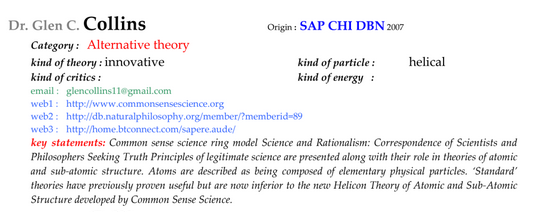 Dr. Glen C. Collins Origin : SAP CHI DBN 2007
Category : Alternative theory
kind of theory : innovative kind of particle : helical
kind of critics : kind of energy :
email : glencollins11@gmail.com
web1 : http://www.commonsensescience.org
web2 : http://db.naturalphilosophy.org/member/?memberid=89
web3 : http://home.btconnect.com/sapere.aude/
key statements: Common sense science ring model Science and Rationalism: Correspondence of Scientists and
Philosophers Seeking Truth Principles of legitimate science are presented along with their role in theories of atomic
and sub-atomic structure. Atoms are described as being composed of elementary physical particles. 'Standard'
theories have previously proven useful but are now inferior to the new Helicon Theory of Atomic and Sub-Atomic
Structure developed by Common Sense Science.